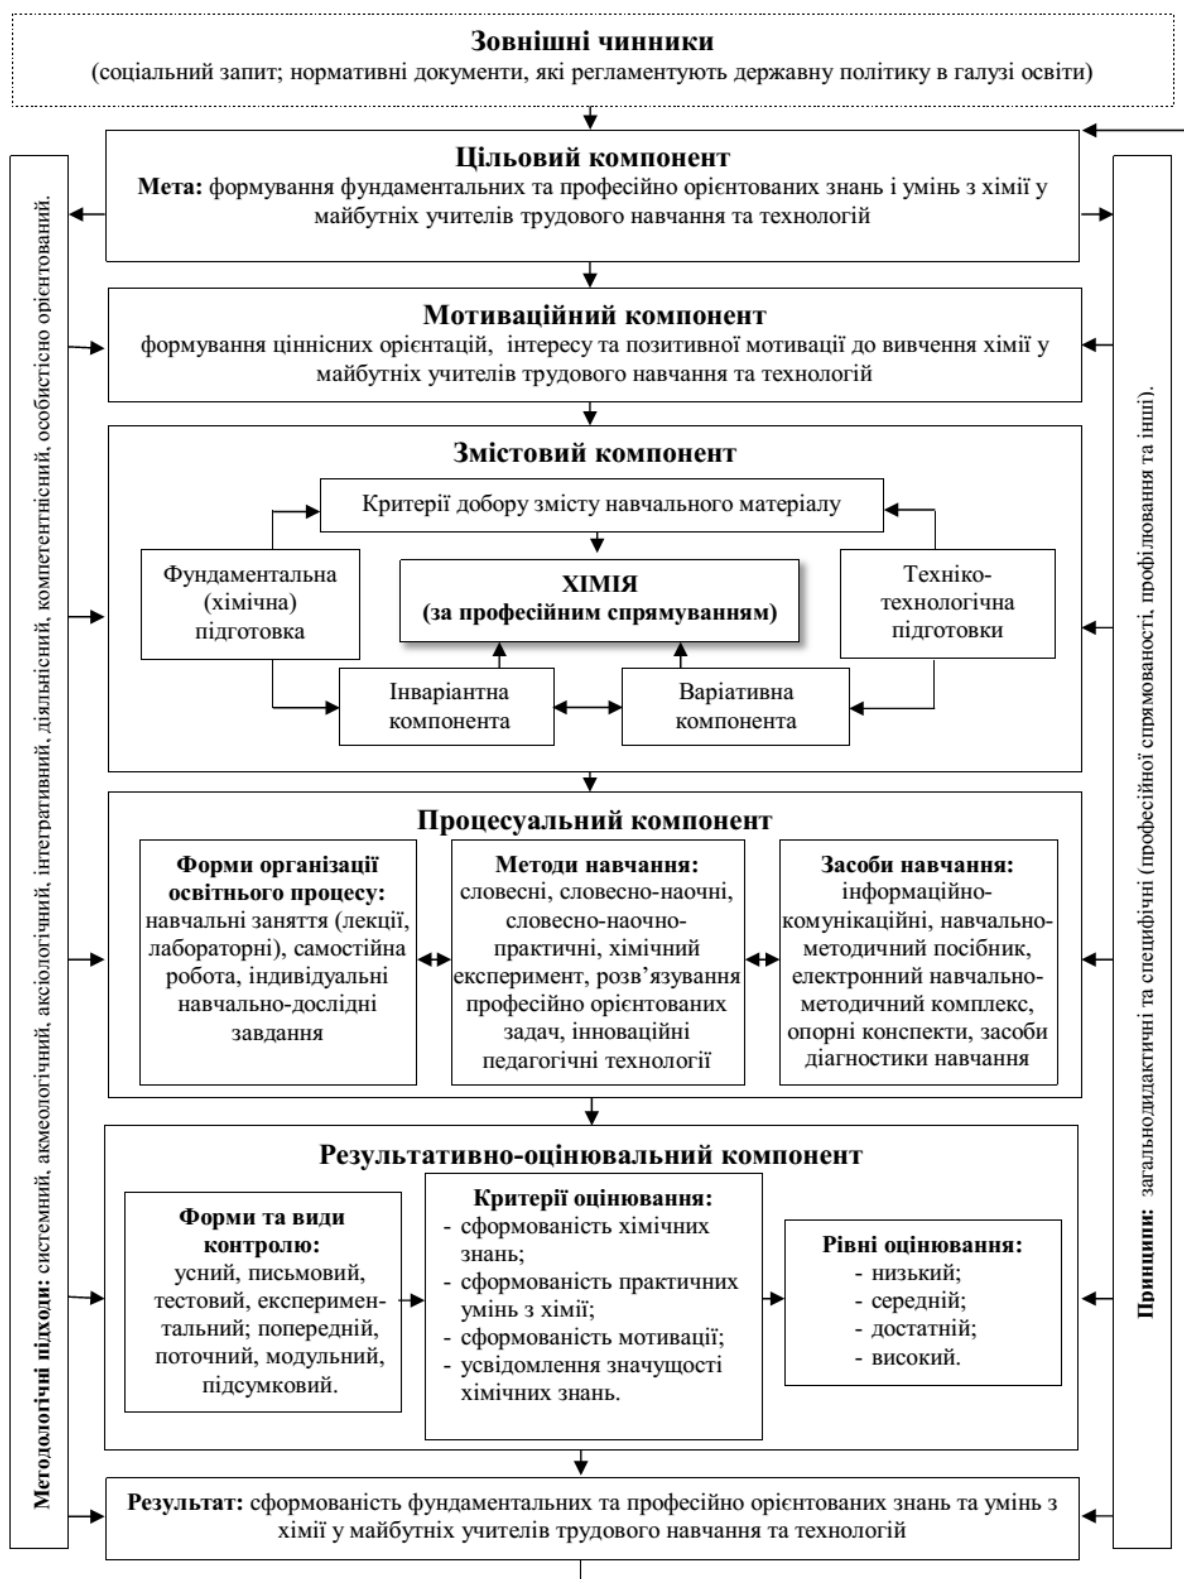 Зовнішні чинники
(соціальний запит; нормативні документи, які регламентують державну політику в галузі освіти)
Цільовий компонент
Мета: формування фундаментальних та професійно орієнтованих знань і умінь з хімії у
майбутніх учителів трудового навчання та технологій
Мотиваційний компонент
формування ціннісних орієнтацій, інтересу та позитивної мотивації до вивчення хімії у
майбутніх учителів трудового навчання та технологій
Змістовий компонент
Критерії добору змісту навчального матеріалу
Фундаментальна
(хімічна)
підготовка
ХІМІЯ
(за професійним спрямуванням)
Техніко-
технологічна
підготовки
Інваріантна
компонента
Варіативна
компонента
Процесуальний компонент
Форми організації
освітнього процесу:
навчальні заняття (лекції,
лабораторні), самостійна
робота, індивідуальні
навчально-дослідні
завдання
Методи навчання:
словесні, словесно-наочні,
словесно-наочно-
практичні, хімічний
експеримент, розв’язування
професійно орієнтованих
задач, інноваційні
педагогічні технології
Засоби навчання:
інформаційно-
комунікаційні, навчально-
методичний посібник,
електронний навчально-
методичний комплекс,
опорні конспекти, засоби
діагностики навчання
Результативно-оцінювальний компонент
Форми та види
контролю:
усний, письмовий,
тестовий, експеримен-
тальний; попередній,
поточний, модульний,
підсумковий.
Критерії оцінювання:
- сформованість хімічних
знань;
- сформованість практичних
умінь з хімії;
- сформованість мотивації;
- усвідомлення значущості
хімічних знань.
Рівні оцінювання:
- низький;
- середній;
- достатній;
- високий.
Результат: сформованість фундаментальних та професійно орієнтованих знань та умінь з
хімії у майбутніх учителів трудового навчання та технологій
Методологічні підходи: системний, акмеологічний, аксіологічний, інтегративний, діяльнісний, компетентнісний, особистісно орієнтований.
Принципи: загальнодидактичні та специфічні (професійної спрямованості, профілювання та інші).